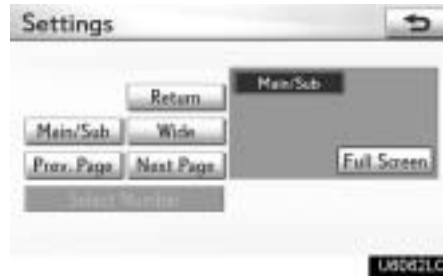 Settings
Return
Main/Sub
Main/Sub
Wide
Prev. Page
Next Page
Full Screen
Select Number
U6062LC